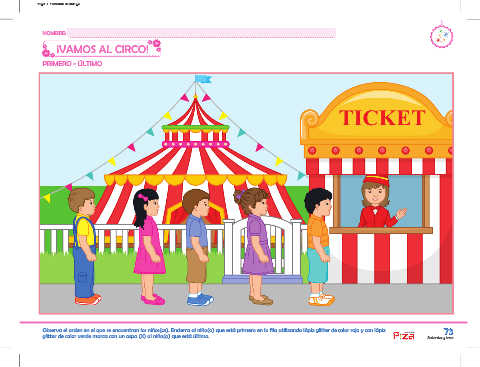 NOMBRE:
¡VAMOS AL CIRCO!
PRIMERO - ÚLTIMO
TICKET
Observa el orden en el que se encuentran los niños(as). Encierra al niño(a) que está primero en la fila utilizando lápiz glitter de color rojo y con lápiz
glitter de color verde marca con un aspa (X) al niño(a) que está último.
73